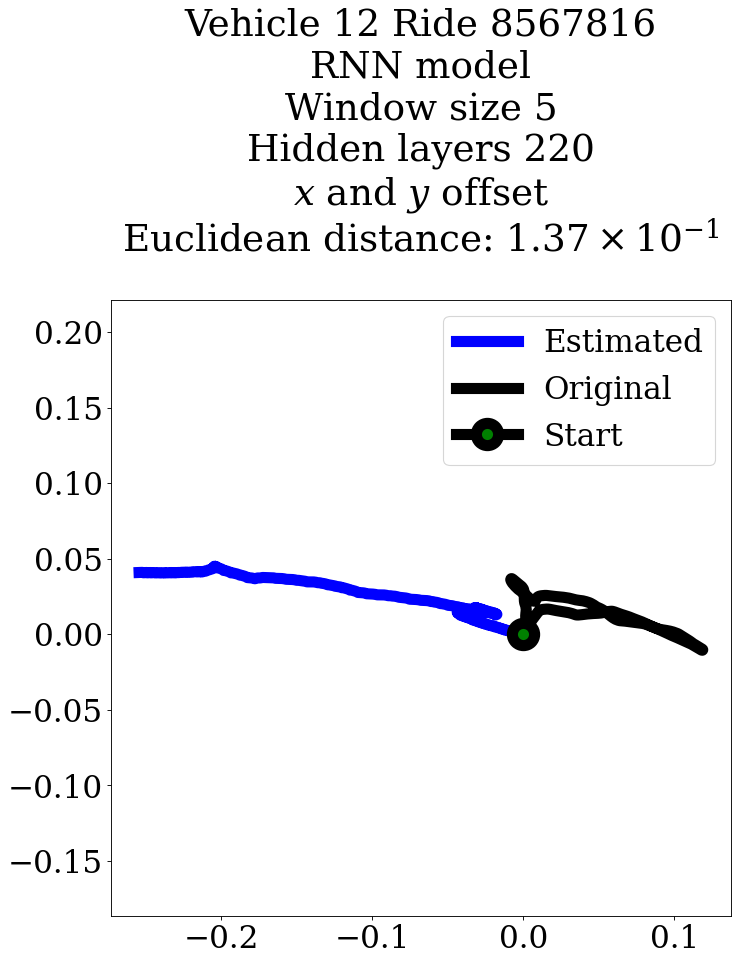 Vehicle 12 Ride 8567816
RNN model
Window size 5
Hidden layers 220
x and y offset
Euclidean distance: 1.37 × 10⁻¹
Estimated
Original
Start
0.20
0.15
0.10
0.05
0.00
−0.05
−0.10
−0.15
−0.2 −0.1 0.0 0.1